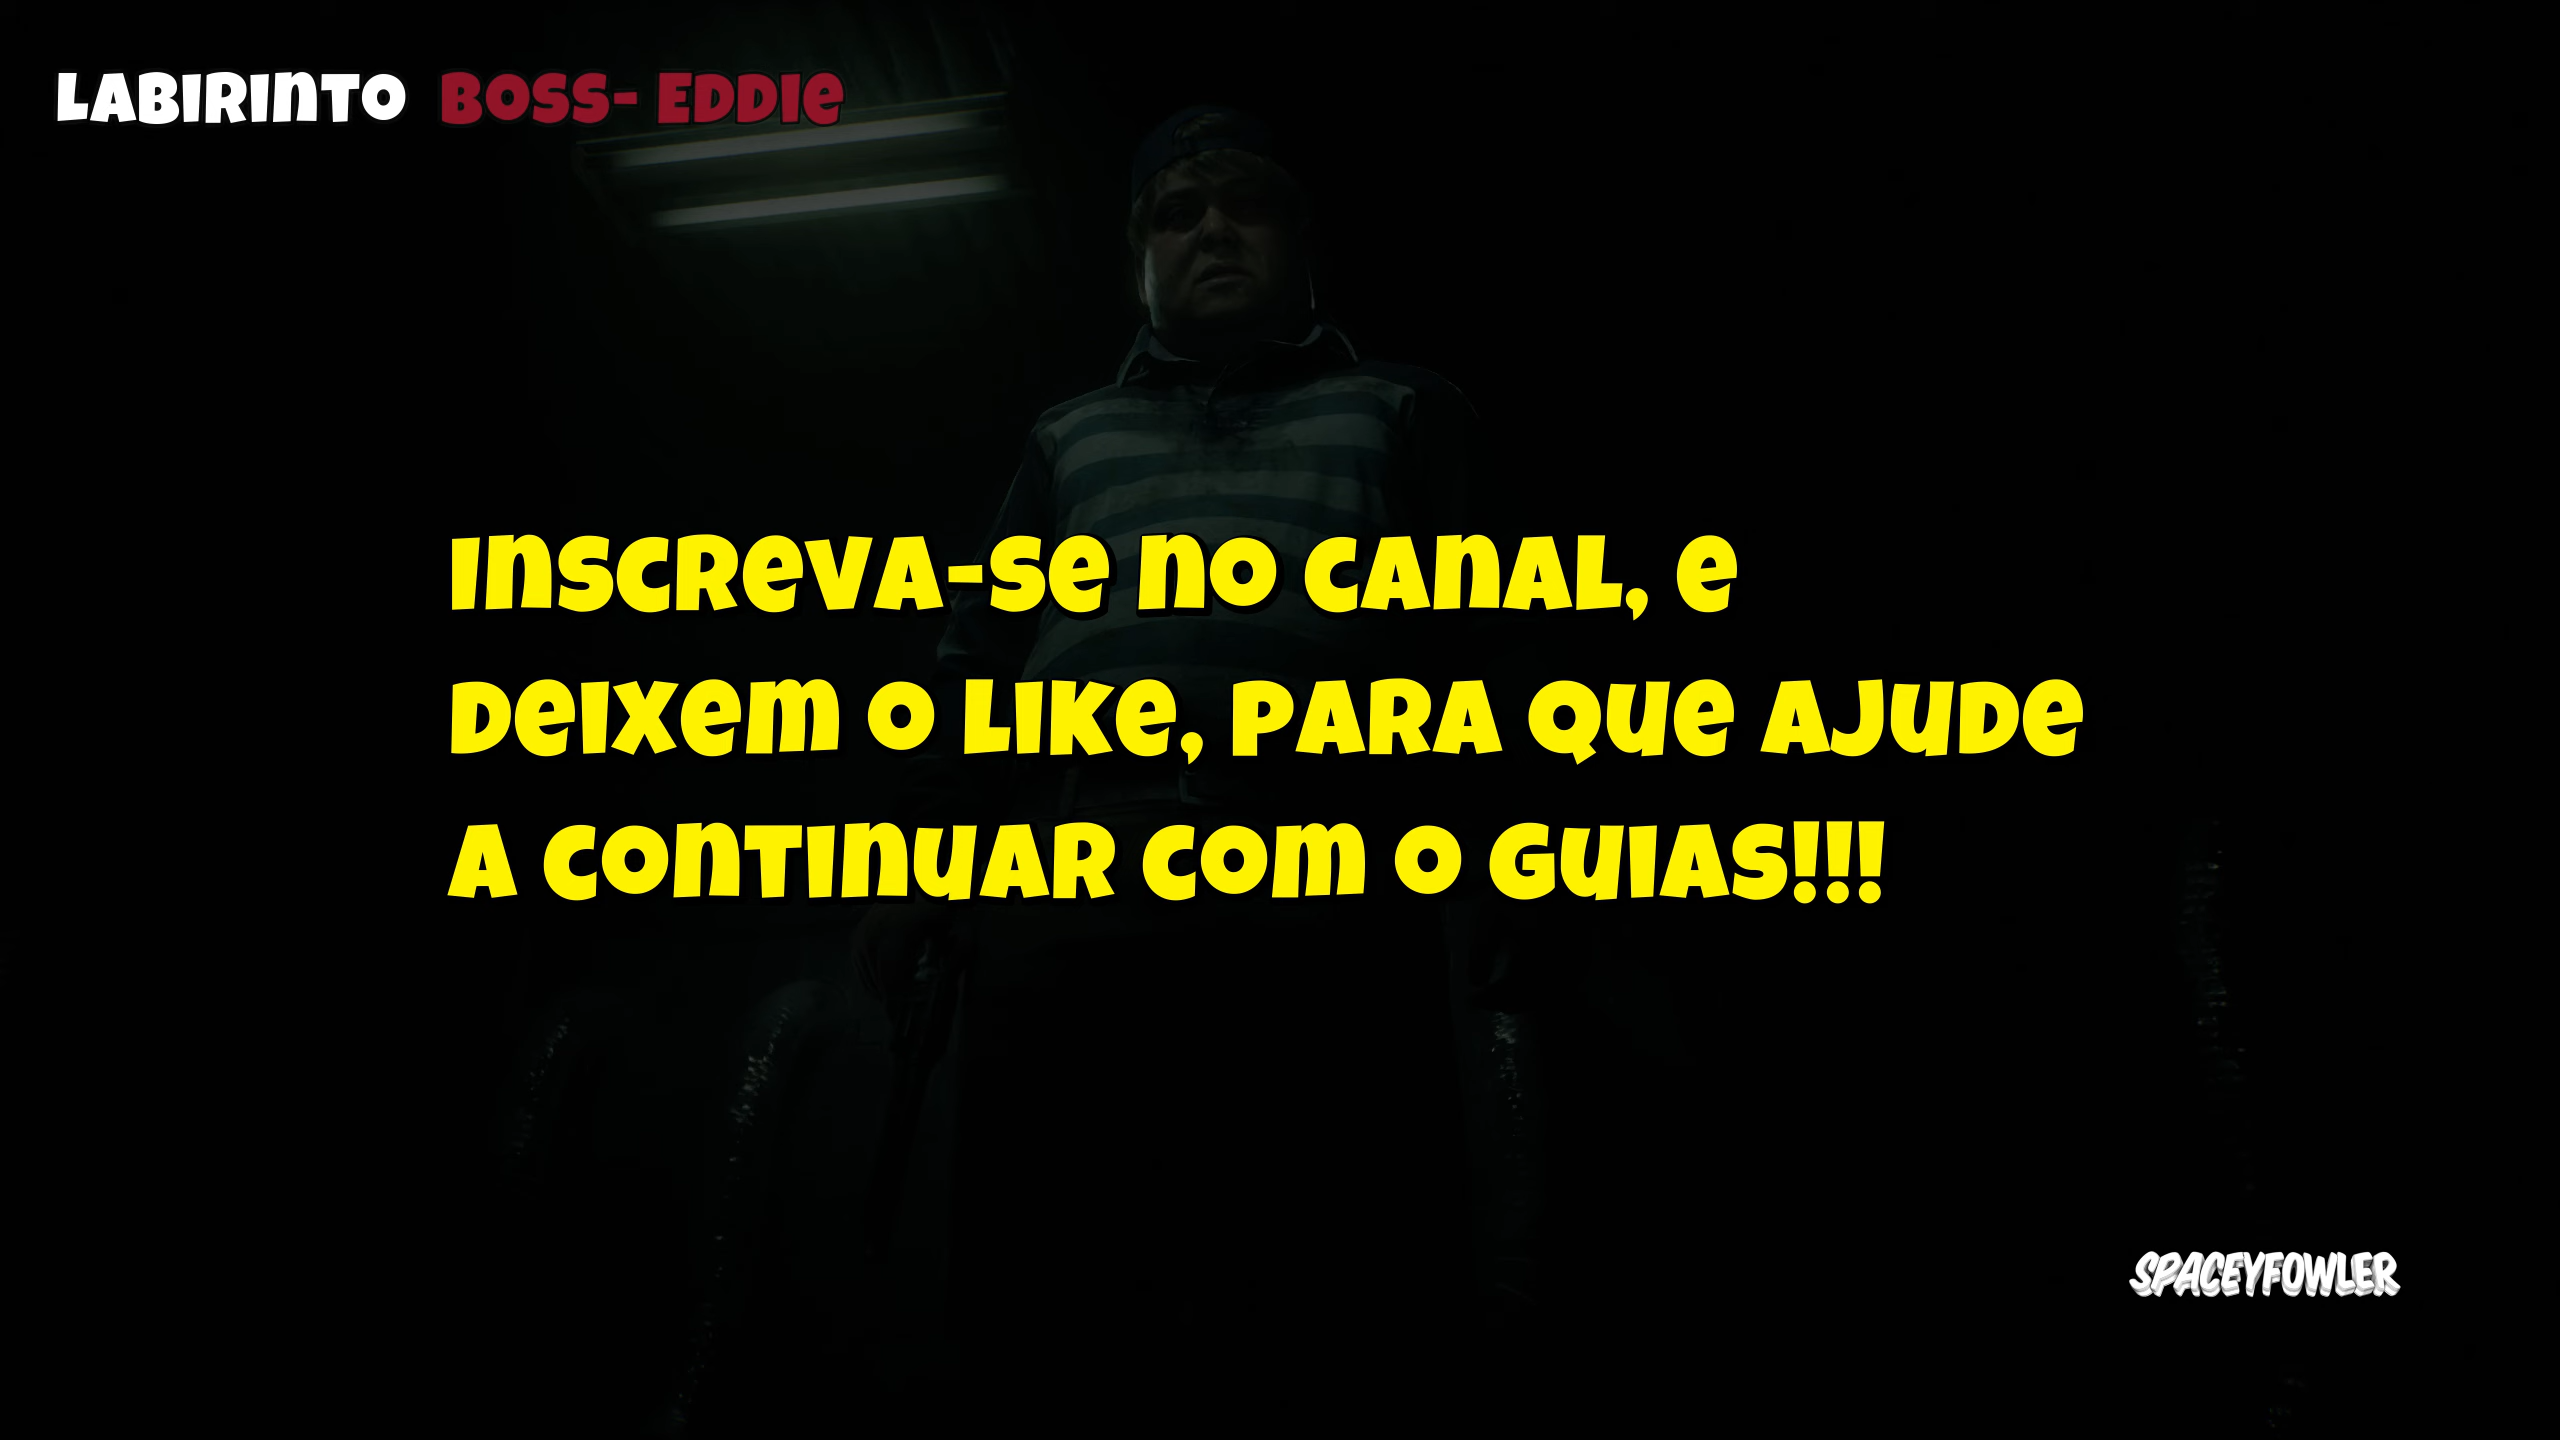 LABIRINTO BOSS- EDDIE
INSCREVA-SE NO CANAL, E
DEIXEM O LIKE, PARA QUE AJUDE
A CONTINUAR COM O GUIAS!!!
SPACEYFOWLER